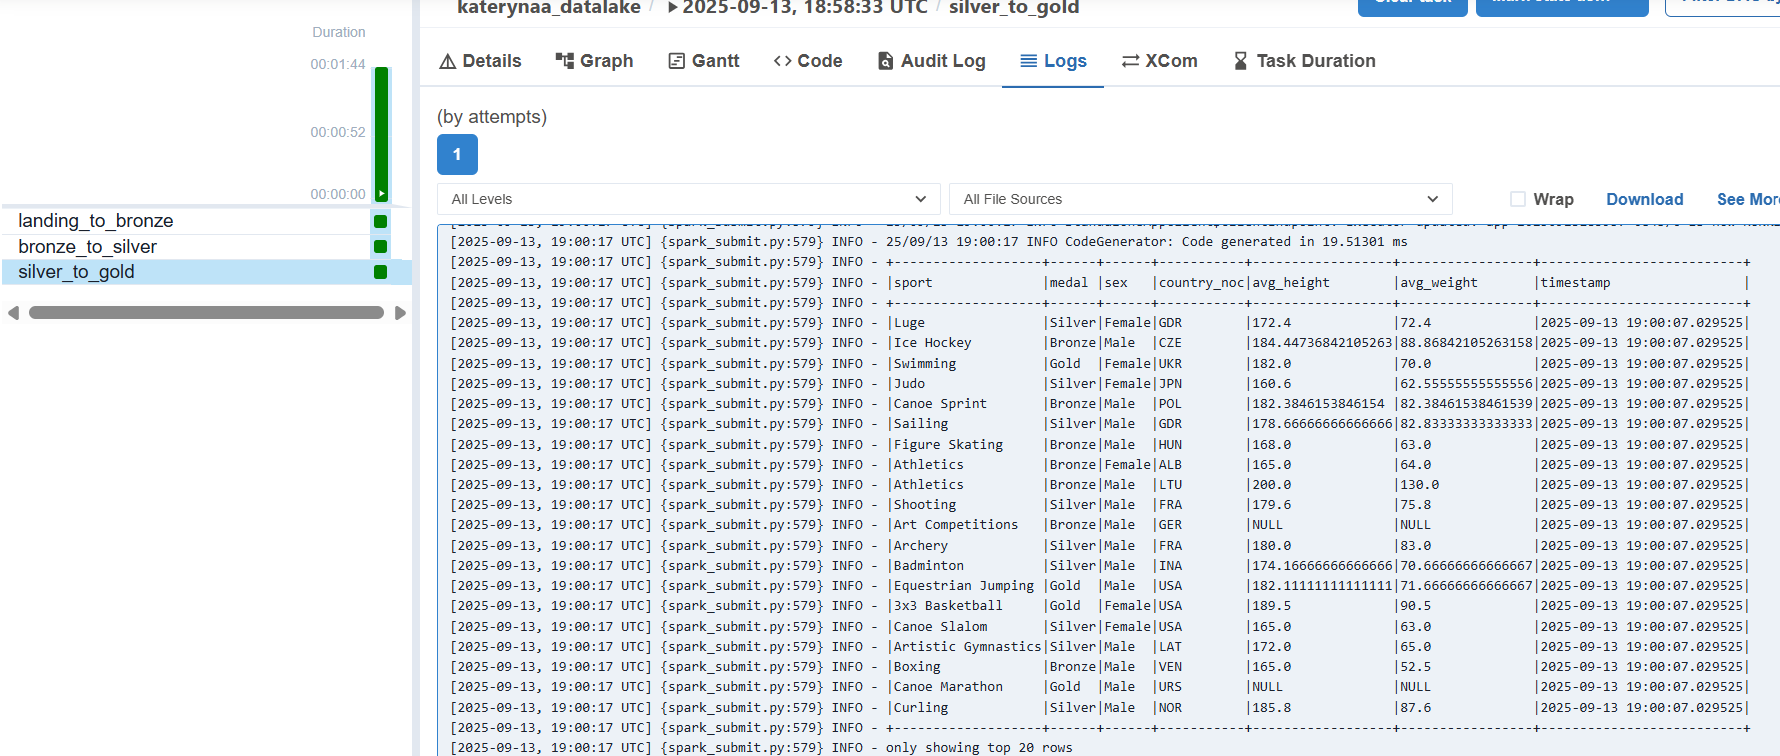 katerynaa_datalake / ▶ 2025-09-13, 18:58:33 UTC / silver_to_gold
Duration
00:01:44
00:00:52
00:00:00
landing_to_bronze
bronze_to_silver
silver_to_gold
Details Graph Gantt Code Audit Log Logs XCom Task Duration
(by attempts)
1
All Levels All File Sources Wrap Download See More
[2025-09-13, 19:00:17 UTC] {spark_submit.py:579} INFO - 25/09/13 19:00:17 INFO CodeGenerator: Code generated in 19.51301 ms
[2025-09-13, 19:00:17 UTC] {spark_submit.py:579} INFO - +-------------------+------+------+-----------+------------------+-----------------+--------------------------+
[2025-09-13, 19:00:17 UTC] {spark_submit.py:579} INFO - |sport              |medal |sex   |country_noc|avg_height        |avg_weight       |timestamp                 |
[2025-09-13, 19:00:17 UTC] {spark_submit.py:579} INFO - +-------------------+------+------+-----------+------------------+-----------------+--------------------------+
[2025-09-13, 19:00:17 UTC] {spark_submit.py:579} INFO - |Luge               |Silver|Female|GDR        |172.4             |72.4             |2025-09-13 19:00:07.029525|
[2025-09-13, 19:00:17 UTC] {spark_submit.py:579} INFO - |Ice Hockey         |Bronze|Male  |CZE        |184.44736842105263|88.86842105263158|2025-09-13 19:00:07.029525|
[2025-09-13, 19:00:17 UTC] {spark_submit.py:579} INFO - |Swimming           |Gold  |Female|UKR        |182.0             |70.0             |2025-09-13 19:00:07.029525|
[2025-09-13, 19:00:17 UTC] {spark_submit.py:579} INFO - |Judo               |Silver|Female|JPN        |160.6             |62.55555555555556|2025-09-13 19:00:07.029525|
[2025-09-13, 19:00:17 UTC] {spark_submit.py:579} INFO - |Canoe Sprint       |Bronze|Male  |POL        |182.3846153846154 |82.38461538461539|2025-09-13 19:00:07.029525|
[2025-09-13, 19:00:17 UTC] {spark_submit.py:579} INFO - |Sailing            |Silver|Male  |GDR        |178.66666666666666|82.83333333333333|2025-09-13 19:00:07.029525|
[2025-09-13, 19:00:17 UTC] {spark_submit.py:579} INFO - |Figure Skating     |Bronze|Male  |HUN        |168.0             |63.0             |2025-09-13 19:00:07.029525|
[2025-09-13, 19:00:17 UTC] {spark_submit.py:579} INFO - |Athletics          |Bronze|Female|ALB        |165.0             |64.0             |2025-09-13 19:00:07.029525|
[2025-09-13, 19:00:17 UTC] {spark_submit.py:579} INFO - |Athletics          |Bronze|Male  |LTU        |200.0             |130.0            |2025-09-13 19:00:07.029525|
[2025-09-13, 19:00:17 UTC] {spark_submit.py:579} INFO - |Shooting           |Silver|Male  |FRA        |179.6             |75.8             |2025-09-13 19:00:07.029525|
[2025-09-13, 19:00:17 UTC] {spark_submit.py:579} INFO - |Art Competitions   |Bronze|Male  |GER        |NULL              |NULL             |2025-09-13 19:00:07.029525|
[2025-09-13, 19:00:17 UTC] {spark_submit.py:579} INFO - |Archery            |Silver|Male  |FRA        |180.0             |83.0             |2025-09-13 19:00:07.029525|
[2025-09-13, 19:00:17 UTC] {spark_submit.py:579} INFO - |Badminton          |Silver|Male  |INA        |174.16666666666666|70.66666666666667|2025-09-13 19:00:07.029525|
[2025-09-13, 19:00:17 UTC] {spark_submit.py:579} INFO - |Equestrian Jumping |Gold  |Male  |USA        |182.11111111111111|71.66666666666667|2025-09-13 19:00:07.029525|
[2025-09-13, 19:00:17 UTC] {spark_submit.py:579} INFO - |3x3 Basketball     |Gold  |Female|USA        |189.5             |90.5             |2025-09-13 19:00:07.029525|
[2025-09-13, 19:00:17 UTC] {spark_submit.py:579} INFO - |Canoe Slalom       |Silver|Female|USA        |165.0             |63.0             |2025-09-13 19:00:07.029525|
[2025-09-13, 19:00:17 UTC] {spark_submit.py:579} INFO - |Artistic Gymnastics|Silver|Male  |LAT        |172.0             |65.0             |2025-09-13 19:00:07.029525|
[2025-09-13, 19:00:17 UTC] {spark_submit.py:579} INFO - |Boxing             |Bronze|Male  |VEN        |165.0             |52.5             |2025-09-13 19:00:07.029525|
[2025-09-13, 19:00:17 UTC] {spark_submit.py:579} INFO - |Canoe Marathon     |Gold  |Male  |URS        |NULL              |NULL             |2025-09-13 19:00:07.029525|
[2025-09-13, 19:00:17 UTC] {spark_submit.py:579} INFO - |Curling            |Silver|Male  |NOR        |185.8             |87.6             |2025-09-13 19:00:07.029525|
[2025-09-13, 19:00:17 UTC] {spark_submit.py:579} INFO - +-------------------+------+------+-----------+------------------+-----------------+--------------------------+
[2025-09-13, 19:00:17 UTC] {spark_submit.py:579} INFO - only showing top 20 rows